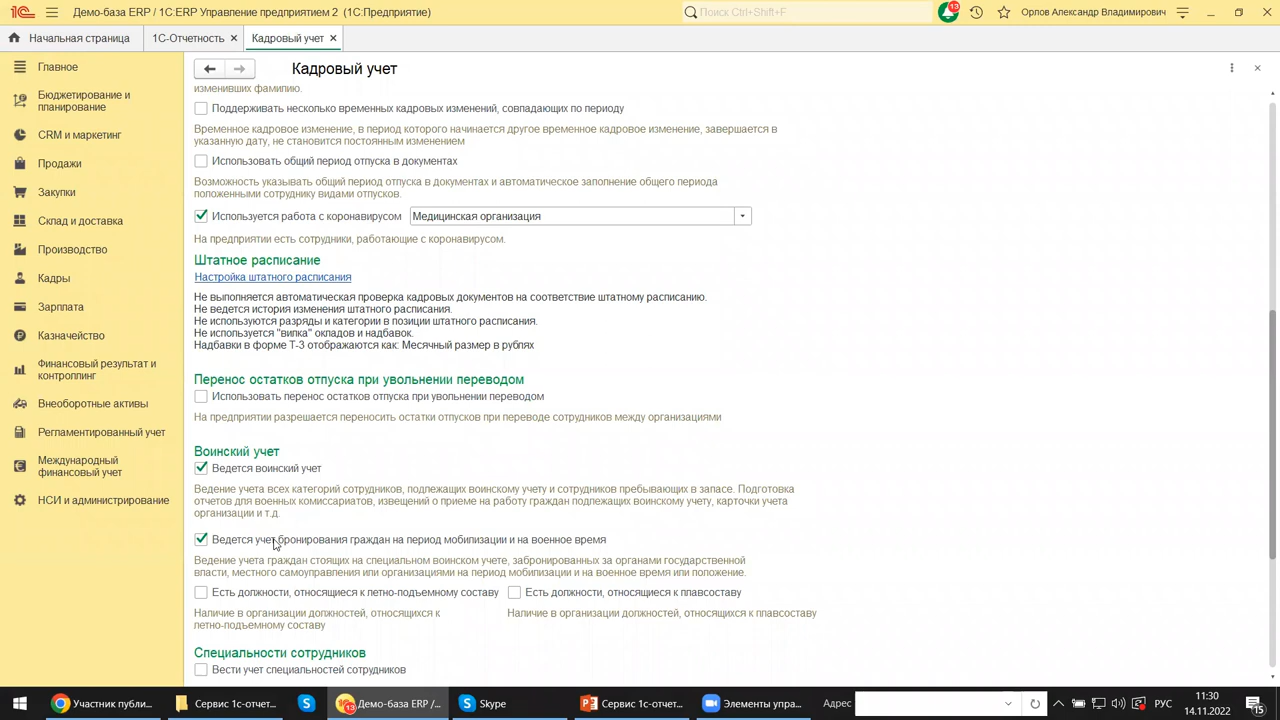 Демо-база ERP / 1C:ERP Управление предприятием 2 (1С:Предприятие)
Поиск Ctrl+Shift+F
13
Орлов Александр Владимирович
Начальная страница
1С-Отчетность ×
Кадровый учет ×
Главное
Бюджетирование и
планирование
CRM и маркетинг
Продажи
Закупки
Склад и доставка
Производство
Кадры
Зарплата
Казначейство
Финансовый результат и
контроллинг
Внеоборотные активы
Регламентированный учет
Международный
финансовый учет
НСИ и администрирование
Кадровый учет
изменивших фамилию.
Поддерживать несколько временных кадровых изменений, совпадающих по периоду
Временное кадровое изменение, в период которого начинается другое временное кадровое изменение, завершается в
указанную дату, не становится постоянным изменением
Использовать общий период отпуска в документах
Возможность указывать общий период отпуска в документах и автоматическое заполнение общего периода
положенными сотруднику видами отпусков.
Используется работа с коронавирусом Медицинская организация
На предприятии есть сотрудники, работающие с коронавирусом.
Штатное расписание
Настройка штатного расписания
Не выполняется автоматическая проверка кадровых документов на соответствие штатному расписанию.
Не ведется история изменения штатного расписания.
Не используются разряды и категории в позиции штатного расписания.
Не используется "вилка" окладов и надбавок.
Надбавки в форме Т-3 отображаются как: Месячный размер в рублях
Перенос остатков отпуска при увольнении переводом
Использовать перенос остатков отпуска при увольнении переводом
На предприятии разрешается переносить остатки отпусков при переводе сотрудников между организациями
Воинский учет
Ведется воинский учет
Ведение учета всех категорий сотрудников, подлежащих воинскому учету и сотрудников пребывающих в запасе. Подготовка
отчетов для военных комиссариатов, извещений о приеме на работу граждан подлежащих воинскому учету, карточки учета
организации и т.д.
Ведется учет бронирования граждан на период мобилизации и на военное время
Ведение учета граждан стоящих на специальном воинском учете, забронированных за органами государственной
власти, местного самоуправления или организациями на период мобилизации и на военное время или положение.
Есть должности, относящиеся к летно-подъемному составу Есть должности, относящиеся к плавсоставу
Наличие в организации должностей, относящихся к
летно-подъемному составу
Наличие в организации должностей, относящихся к плавсоставу
Специальности сотрудников
Вести учет специальностей сотрудников
Участник публи...
Сервис 1с-отчет...
Демо-база ERP /...
13
Skype
Сервис 1с-отчет...
Элементы упра...
Адрес
РУС
11:30
14.11.2022
15